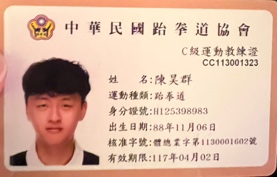 中華民國跆拳道協會
C級運動教練證
CC113001323
姓 名:陳昊群
運動種類:跆拳道
身分證號:H125398983
出生日期:88年11月06日
核准字號:體總業字第1130001602號
有效期限:117年04月02日